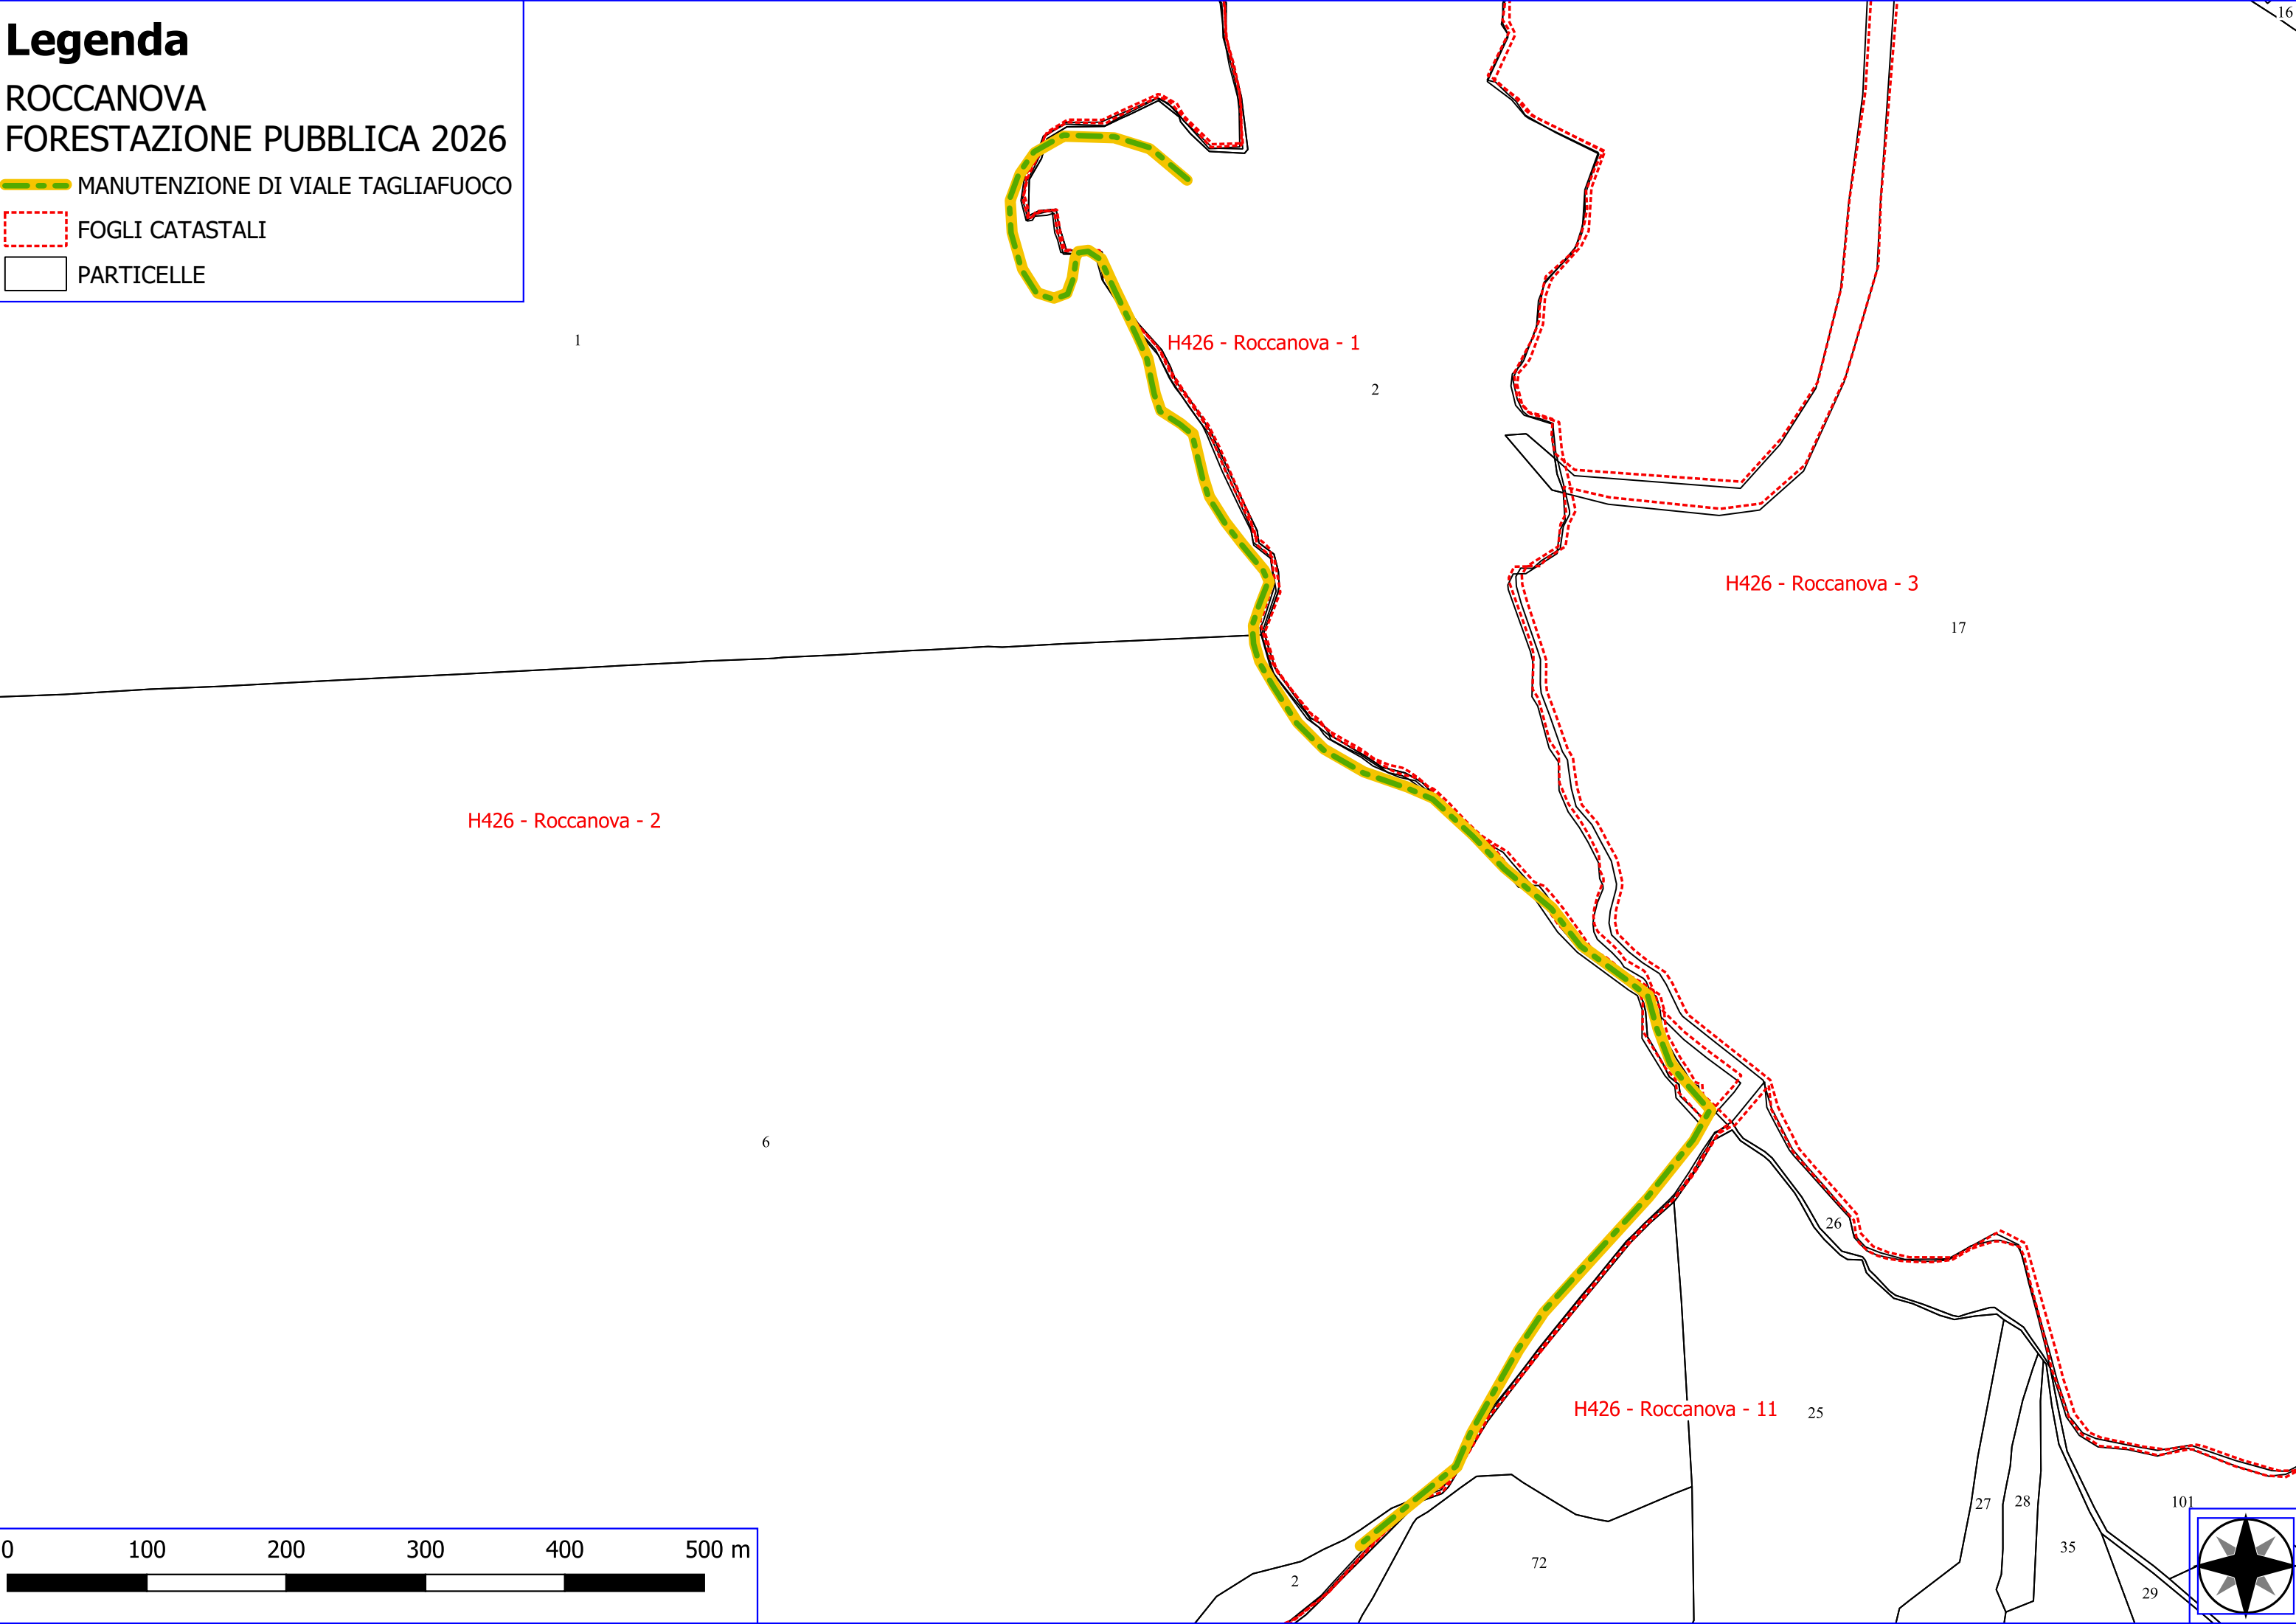 Legenda
ROCCANOVA
FORESTAZIONE PUBBLICA 2026
MANUTENZIONE DI VIALE TAGLIAFUOCO
FOGLI CATASTALI
PARTICELLE
16
1
H426 - Roccanova - 1
2
H426 - Roccanova - 3
17
H426 - Roccanova - 2
6
26
H426 - Roccanova - 11
25
27
28
101
35
72
2
29
0 100 200 300 400 500 m